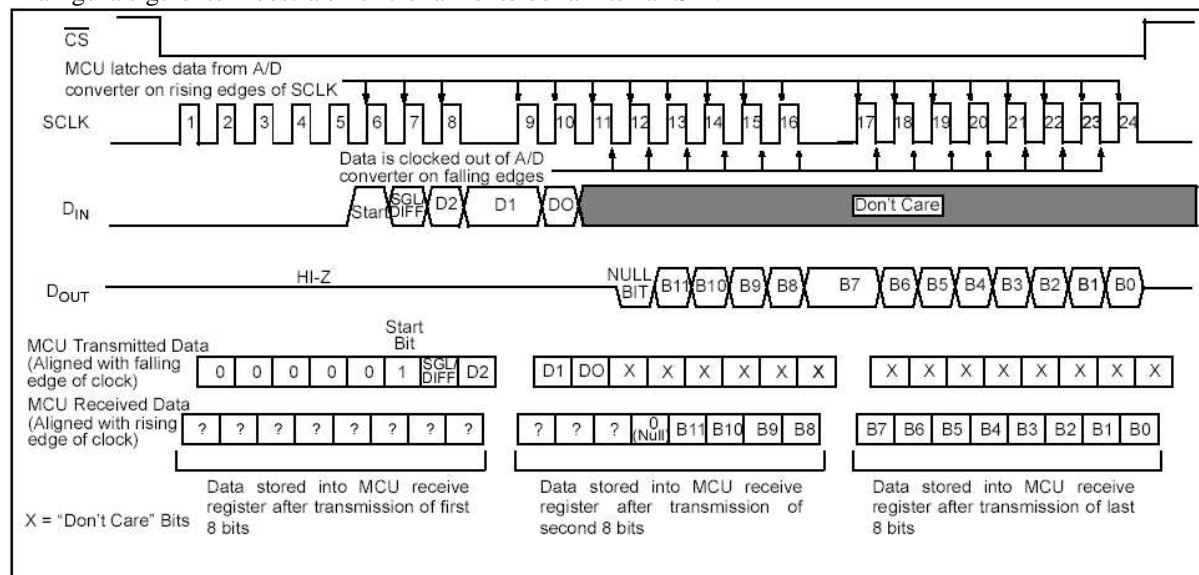 CS
MCU latches data from A/D
converter on rising edges of SCLK
SCLK
1 2 3 4 5 6 7 8 9 10 11 12 13 14 15 16 17 18 19 20 21 22 23 24
Data is clocked out of A/D
converter on falling edges
DIN
Start SGL/DIFF D2 D1 DO Don't Care
HI-Z
DOUT
NULL BIT B11 B10 B9 B8 B7 B6 B5 B4 B3 B2 B1 B0
Start
Bit
MCU Transmitted Data
(Aligned with falling
edge of clock)
0 0 0 0 0 1 SGL/DIFF D2 D1 DO X X X X X X X X X X X X X X
MCU Received Data
(Aligned with rising
edge of clock)
? ? ? ? ? ? ? ? ? ? ? 0 (Null) B11 B10 B9 B8 B7 B6 B5 B4 B3 B2 B1 B0
Data stored into MCU receive
register after transmission of first
8 bits
Data stored into MCU receive
register after transmission of
second 8 bits
Data stored into MCU receive
register after transmission of last
8 bits
X = "Don't Care" Bits